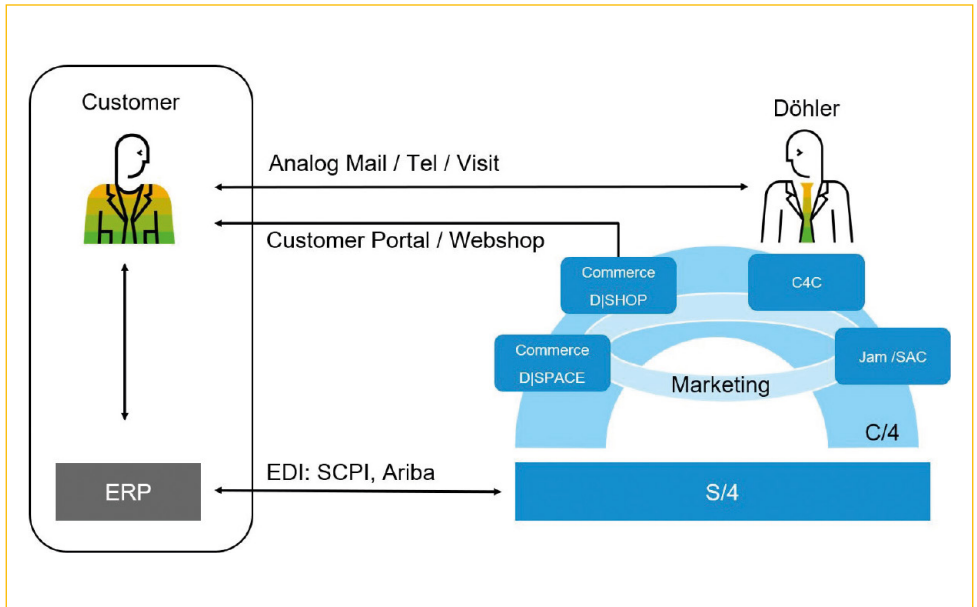 Customer
Döhler
Analog Mail / Tel / Visit
Customer Portal / Webshop
Commerce
D|SHOP
C4C
Commerce
D|SPACE
Jam /SAC
Marketing
C/4
EDI: SCPI, Ariba
ERP
S/4